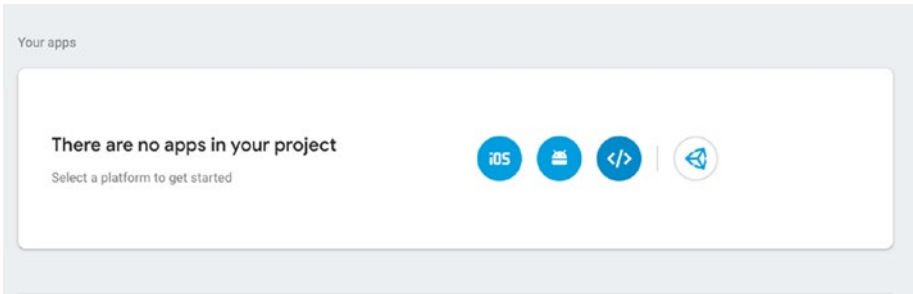 Your apps
There are no apps in your project
iOS
</>
Select a platform to get started